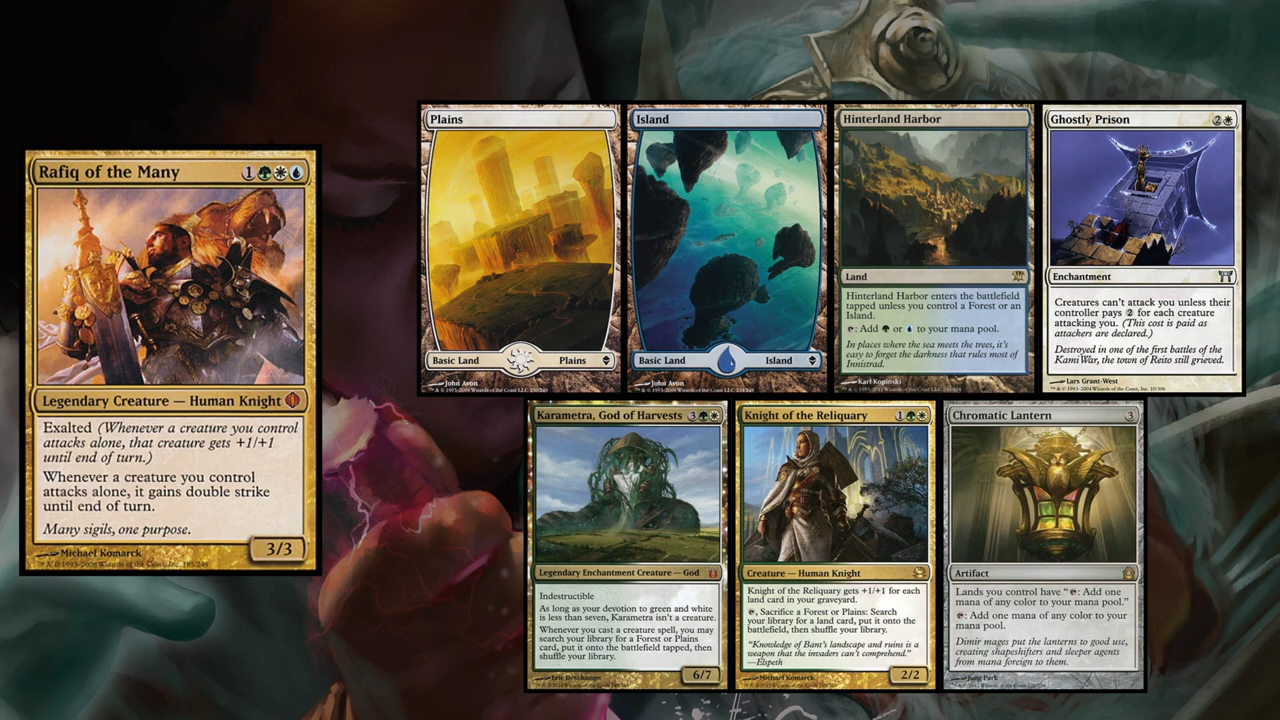 Rafiq of the Many 1
Legendary Creature — Human Knight
Exalted (Whenever a creature you control
attacks alone, that creature gets +1/+1
until end of turn.)
Whenever a creature you control
attacks alone, it gains double strike
until end of turn.
Many sigils, one purpose.
Michael Komarck
3/3
Plains
Basic Land Plains
John Avon
Island
Basic Land Island
John Avon
Hinterland Harbor
Land
Hinterland Harbor enters the battlefield
tapped unless you control a Forest or an
Island.
: Add or to your mana pool.
In places where the sea meets the trees, it's
easy to forget the darkness that rules most of
Innistrad.
Karl Kopinski
Ghostly Prison 2
Enchantment
Creatures can't attack you unless their
controller pays 2 for each creature
attacking you. (This cost is paid as
attackers are declared.)
Destroyed in one of the first battles of the
Kami War, the town of Reito still grieved.
Lars Grant-West
Karametra, God of Harvests 3
Legendary Enchantment Creature — God
Indestructible
As long as your devotion to green and white
is less than seven, Karametra isn't a creature.
Whenever you cast a creature spell, you may
search your library for a Forest or Plains
card, put it onto the battlefield tapped, then
shuffle your library.
Eric Deschamps
6/7
Knight of the Reliquary 1
Creature — Human Knight
Knight of the Reliquary gets +1/+1 for each
land card in your graveyard.
, Sacrifice a Forest or Plains: Search
your library for a land card, put it onto the
battlefield, then shuffle your library.
"Knowledge of Bant's landscape and ruins is a
weapon that the invaders can't comprehend."
—Elspeth
Michael Komarck
2/2
Chromatic Lantern 3
Artifact
Lands you control have ": Add one
mana of any color to your mana pool."
: Add one mana of any color to your
mana pool.
Dimir mages put the lanterns to good use,
creating shapeshifters and sleeper agents
from mana foreign to them.
Jung Park